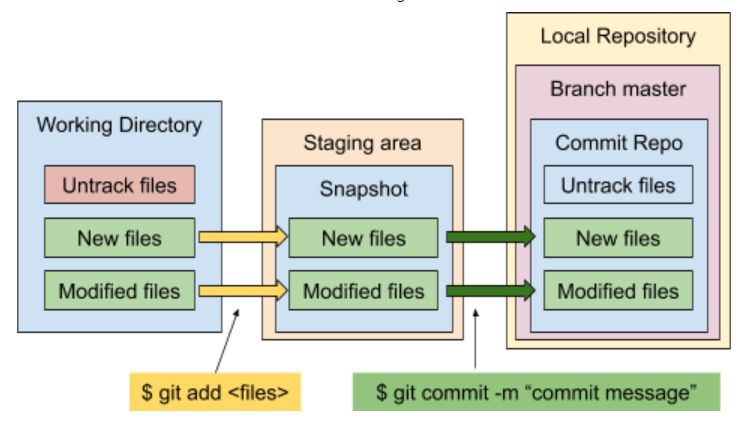 Local Repository
Branch master
Working Directory
Staging area
Commit Repo
Untrack files
Snapshot
Untrack files
New files
New files
New files
Modified files
Modified files
Modified files
$ git add <files>
$ git commit -m “commit message”